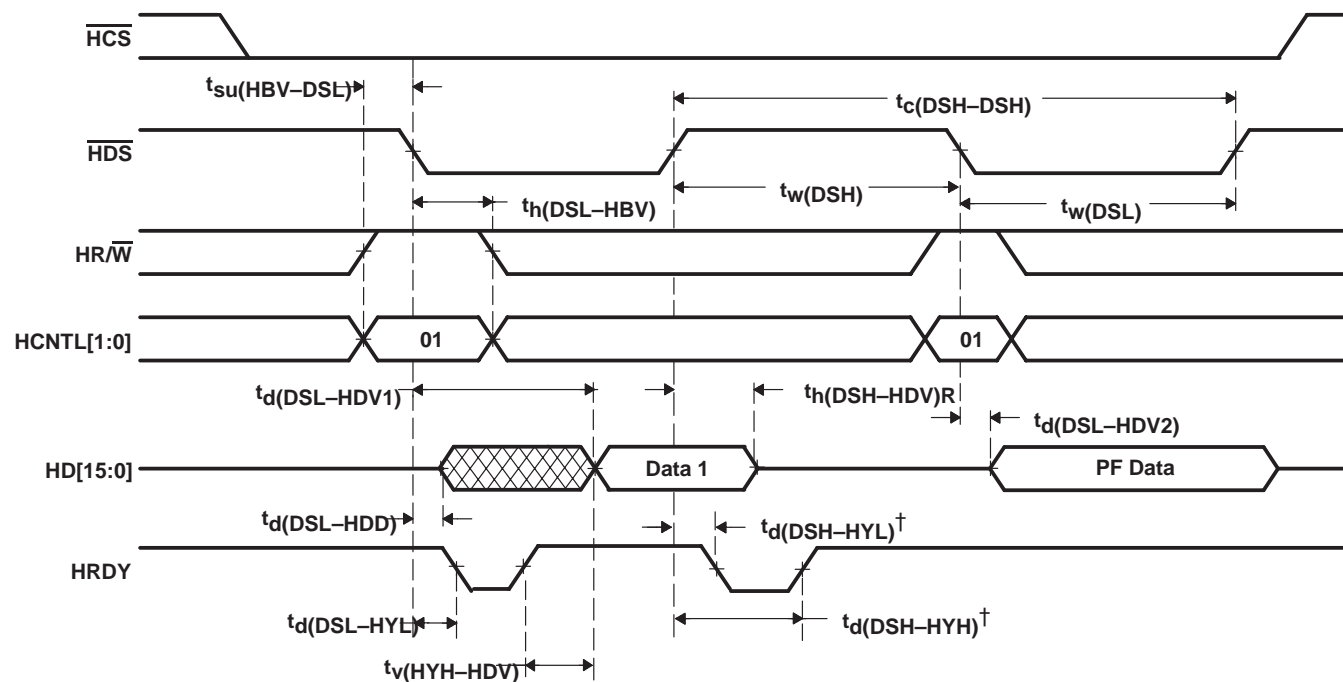 HCS
tsu(HBV–DSL)
tc(DSH–DSH)
HDS
th(DSL–HBV)
tw(DSH)
tw(DSL)
HR/W
HCNTL[1:0]
01
01
td(DSL–HDV1)
th(DSH–HDV)R
td(DSL–HDV2)
HD[15:0]
Data 1
PF Data
td(DSL–HDD)
td(DSH–HYL)†
HRDY
td(DSL–HYL)
td(DSH–HYH)†
tv(HYH–HDV)